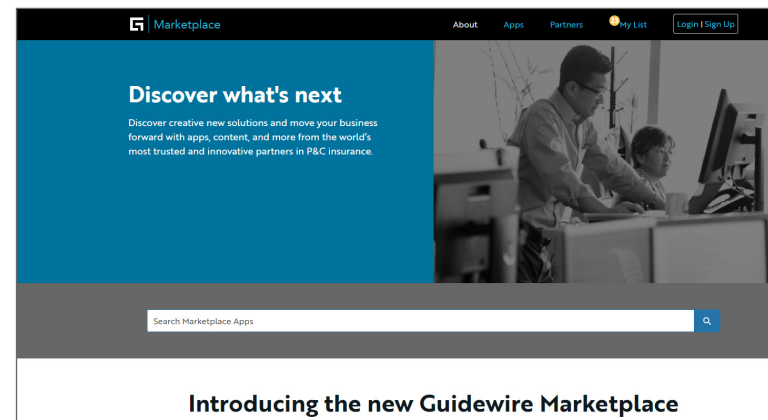 Marketplace
About Apps Partners 25 My List Login | Sign Up
Discover what's next
Discover creative new solutions and move your business
forward with apps, content, and more from the world's
most trusted and innovative partners in P&C insurance.
Search Marketplace Apps
Introducing the new Guidewire Marketplace